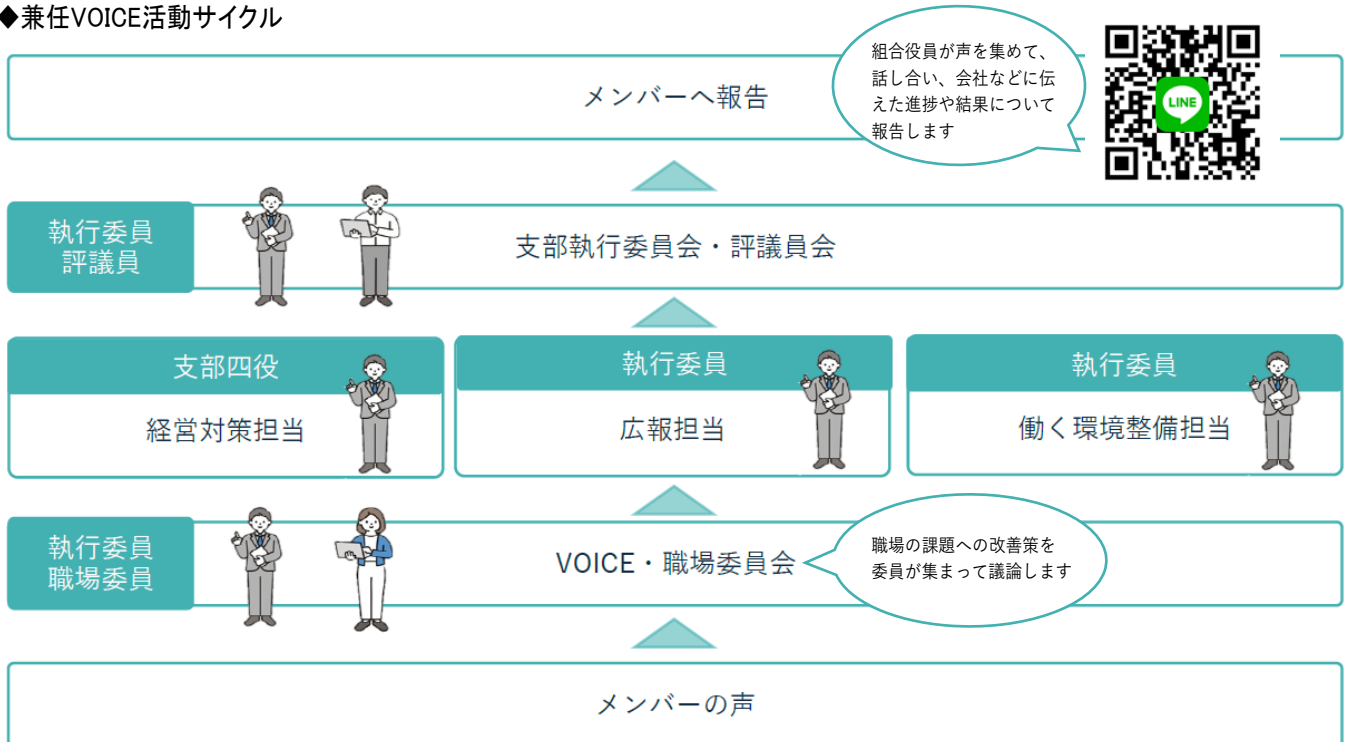 ◆兼任VOICE活動サイクル
組合役員が声を集めて、
話し合い、会社などに伝
えた進捗や結果について
報告します
LINE
メンバーへ報告
執行委員
評議員
支部執行委員会・評議員会
支部四役
経営対策担当
執行委員
広報担当
執行委員
働く環境整備担当
執行委員
職場委員
VOICE・職場委員会
職場の課題への改善策を
委員が集まって議論します
メンバーの声